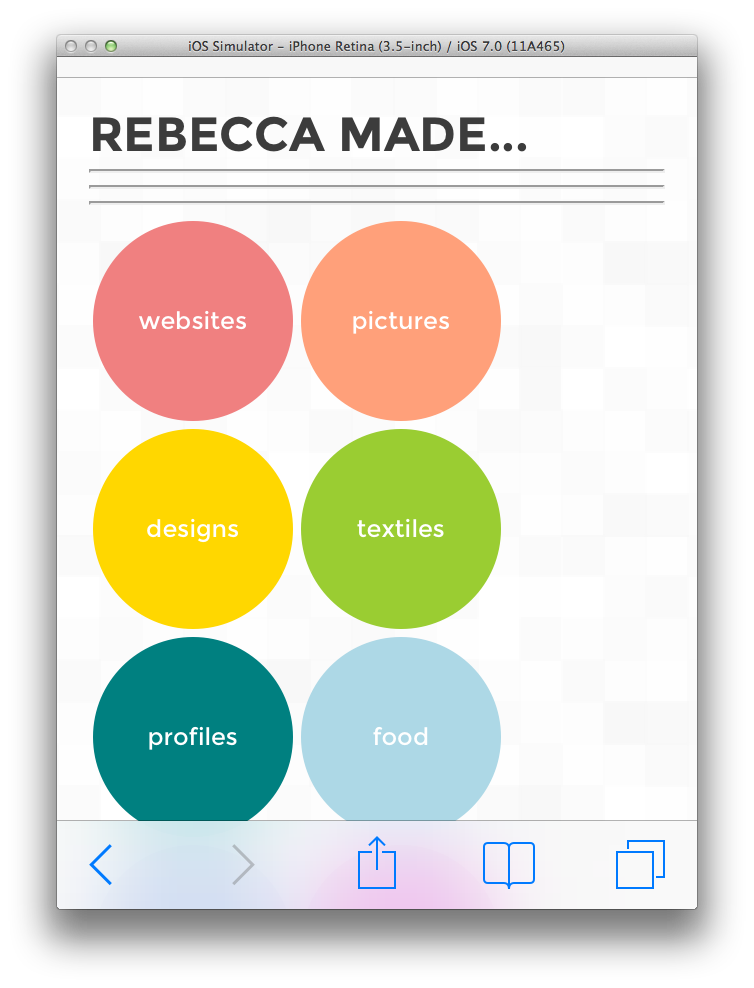 iOS Simulator – iPhone Retina (3.5-inch) / iOS 7.0 (11A465)
REBECCA MADE...
websites
pictures
designs
textiles
profiles
food